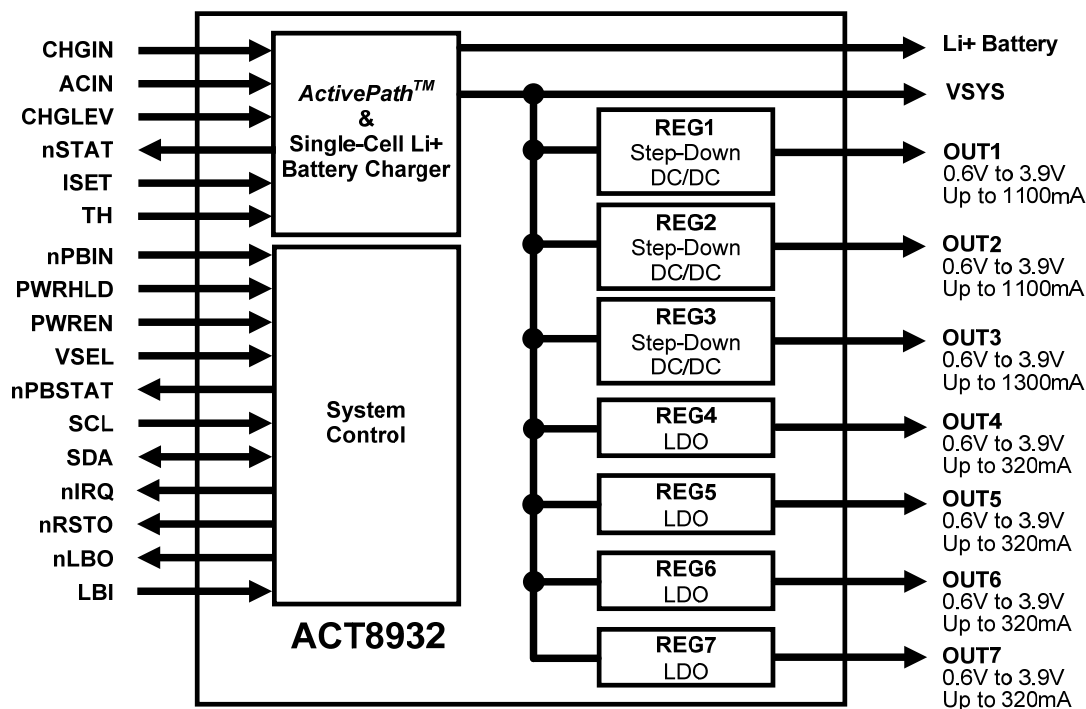 CHGIN
ACIN
CHGLEV
nSTAT
ISET
TH
nPBIN
PWRHLD
PWREN
VSEL
nPBSTAT
SCL
SDA
nIRQ
nRSTO
nLBO
LBI
ActivePath™
&
Single-Cell Li+
Battery Charger
System
Control
ACT8932
REG1
Step-Down
DC/DC
REG2
Step-Down
DC/DC
REG3
Step-Down
DC/DC
REG4
LDO
REG5
LDO
REG6
LDO
REG7
LDO
Li+ Battery
VSYS
OUT1
0.6V to 3.9V
Up to 1100mA
OUT2
0.6V to 3.9V
Up to 1100mA
OUT3
0.6V to 3.9V
Up to 1300mA
OUT4
0.6V to 3.9V
Up to 320mA
OUT5
0.6V to 3.9V
Up to 320mA
OUT6
0.6V to 3.9V
Up to 320mA
OUT7
0.6V to 3.9V
Up to 320mA